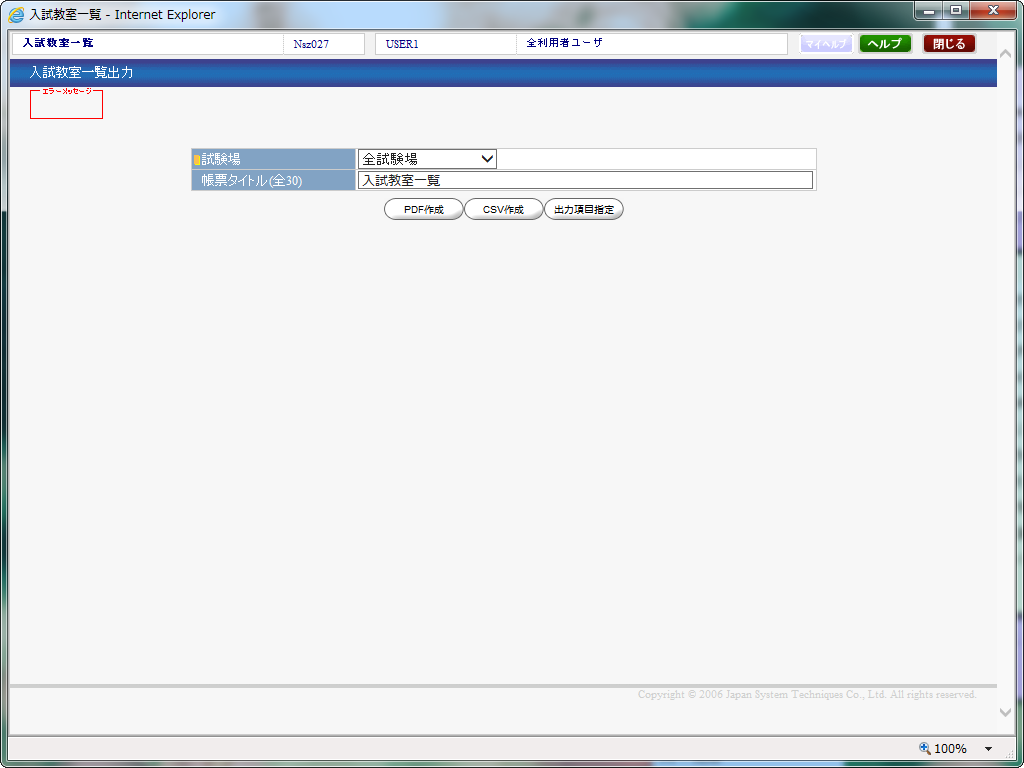 入試教室一覧 - Internet Explorer
入試教室一覧 Nsz027 USER1 全利用者ユーザ マイヘルプ ヘルプ 閉じる
入試教室一覧出力
エラーメッセージ
試験場 全試験場
帳票タイトル(全30) 入試教室一覧
PDF作成 CSV作成 出力項目指定
Copyright © 2006 Japan System Techniques Co., Ltd. All rights reserved.
100%